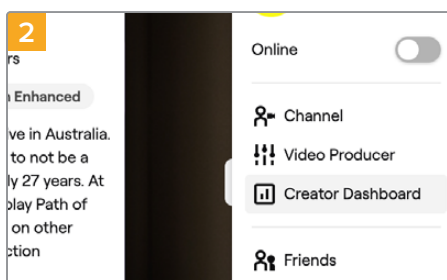 2
rs
n Enhanced
ve in Australia.
to not be a
ly 27 years. At
play Path of
on other
ction
Online
Channel
Video Producer
Creator Dashboard
Friends